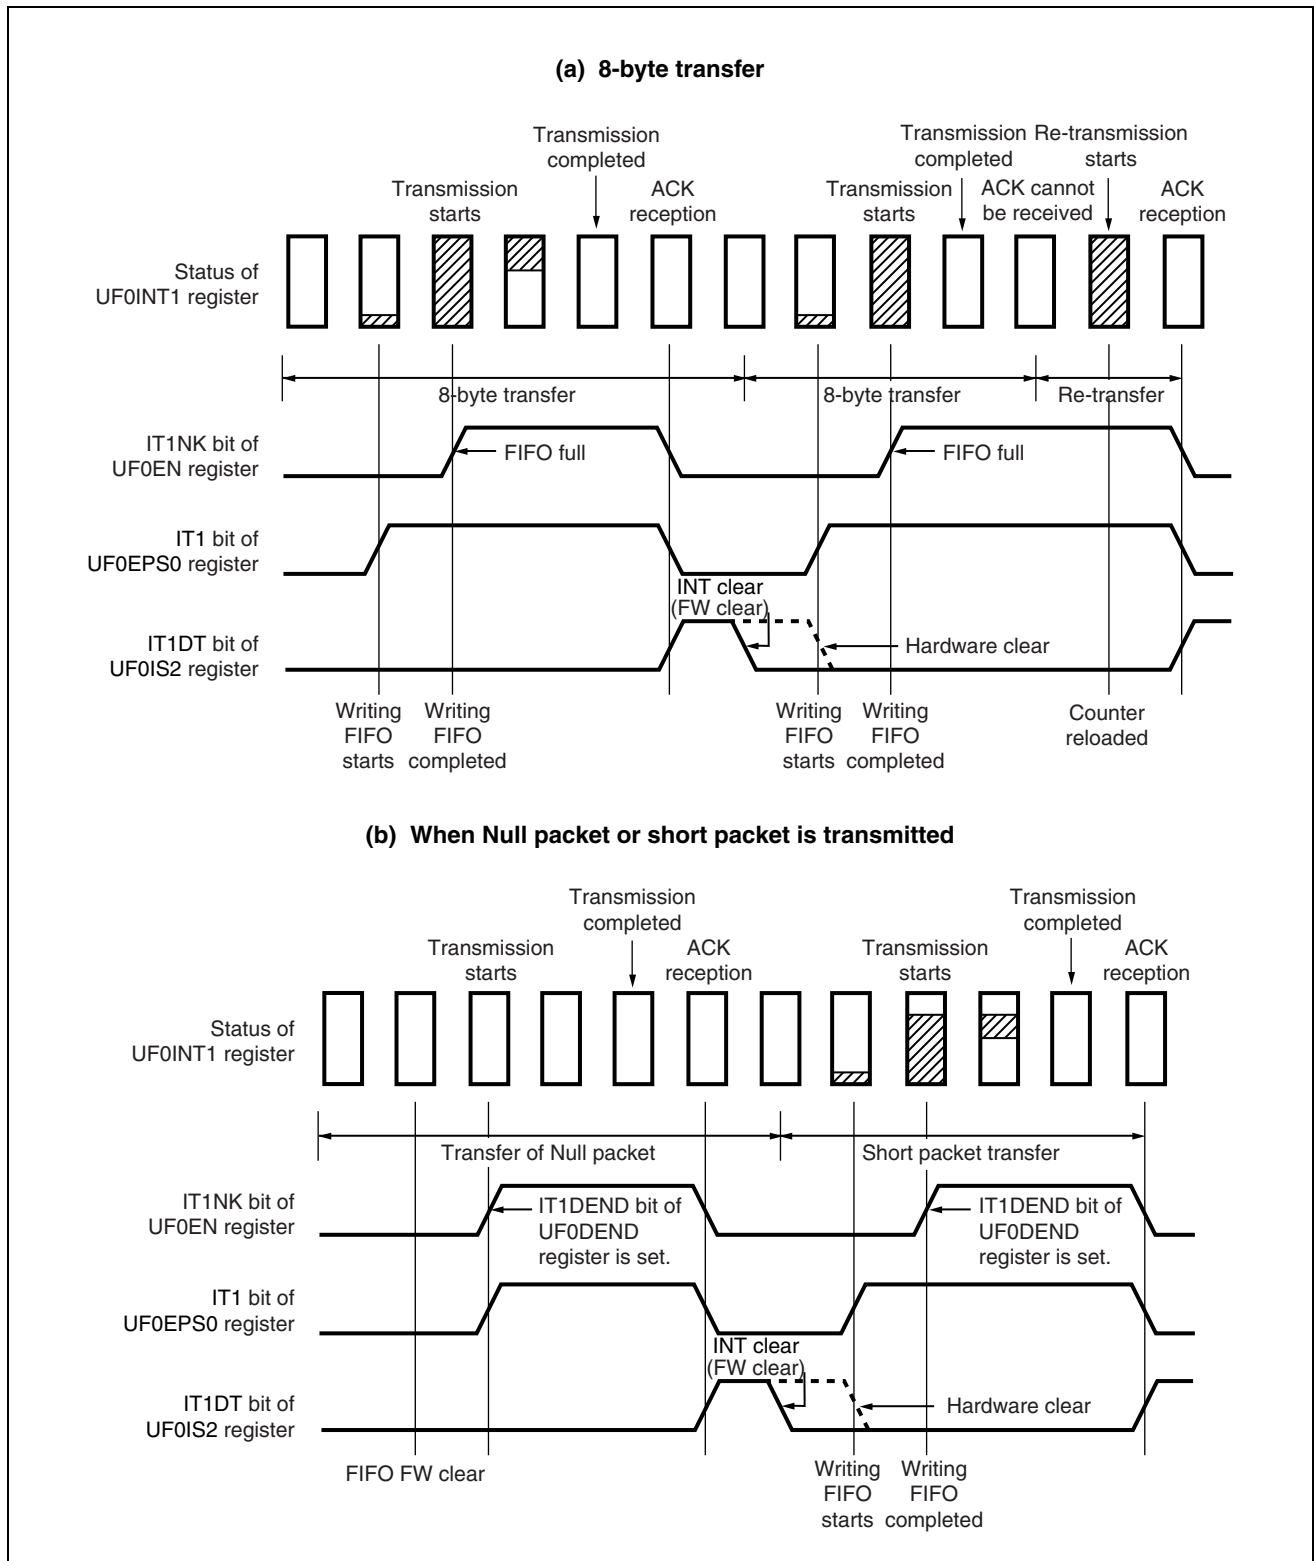 (a) 8-byte transfer
Transmission
completed
Transmission
completed
Re-transmission
starts
Transmission
starts
ACK
reception
Transmission
starts
ACK cannot
be received
ACK
reception
Status of
UF0INT1 register
8-byte transfer
8-byte transfer
Re-transfer
IT1NK bit of
UF0EN register
FIFO full
FIFO full
IT1 bit of
UF0EPS0 register
INT clear
(FW clear)
IT1DT bit of
UF0IS2 register
Hardware clear
Writing
FIFO
starts
Writing
FIFO
completed
Writing
FIFO
starts
Writing
FIFO
completed
Counter
reloaded
(b) When Null packet or short packet is transmitted
Transmission
completed
Transmission
completed
Transmission
starts
ACK
reception
Transmission
starts
ACK
reception
Status of
UF0INT1 register
Transfer of Null packet
Short packet transfer
IT1NK bit of
UF0EN register
IT1DEND bit of
UF0DEND
register is set.
IT1DEND bit of
UF0DEND
register is set.
IT1 bit of
UF0EPS0 register
INT clear
(FW clear)
IT1DT bit of
UF0IS2 register
Hardware clear
FIFO FW clear
Writing
FIFO
starts
Writing
FIFO
completed